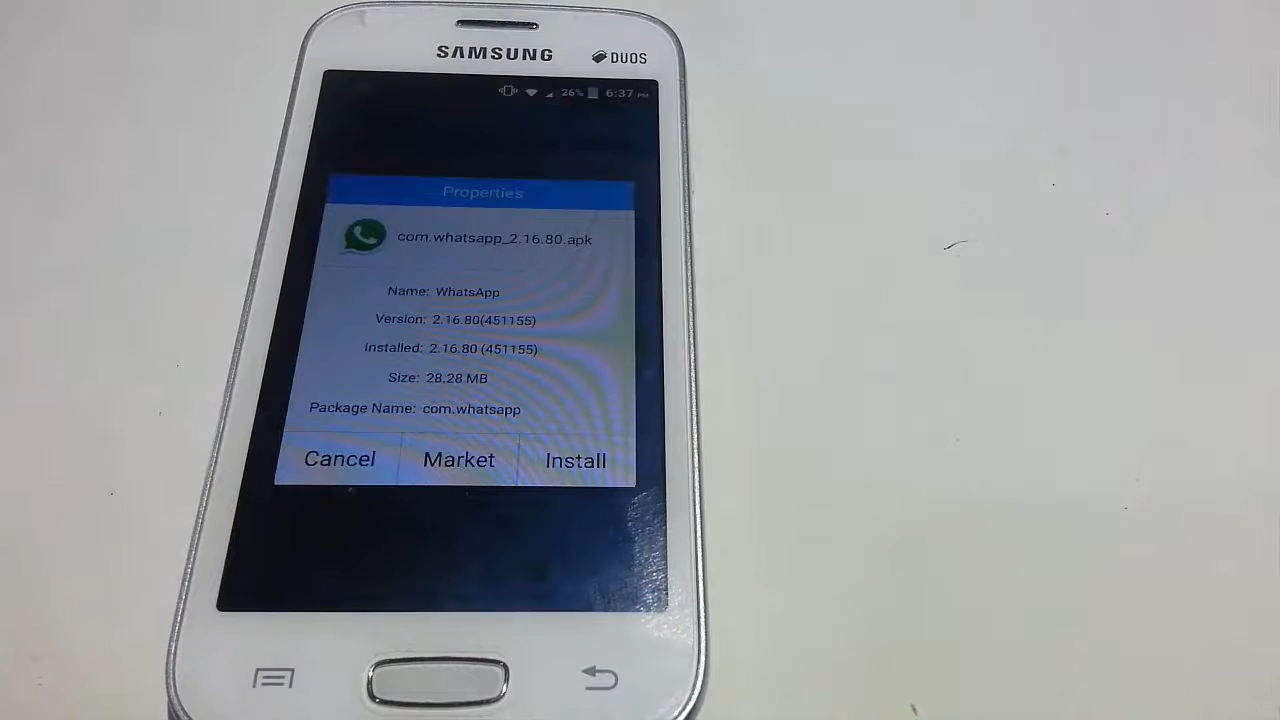 SAMSUNG DUOS
26% 6:37 PM
Properties
com.whatsapp_2.16.80.apk
Name: WhatsApp
Version: 2.16.80(451155)
Installed: 2.16.80 (451155)
Size: 28.28 MB
Package Name: com.whatsapp
Cancel Market Install